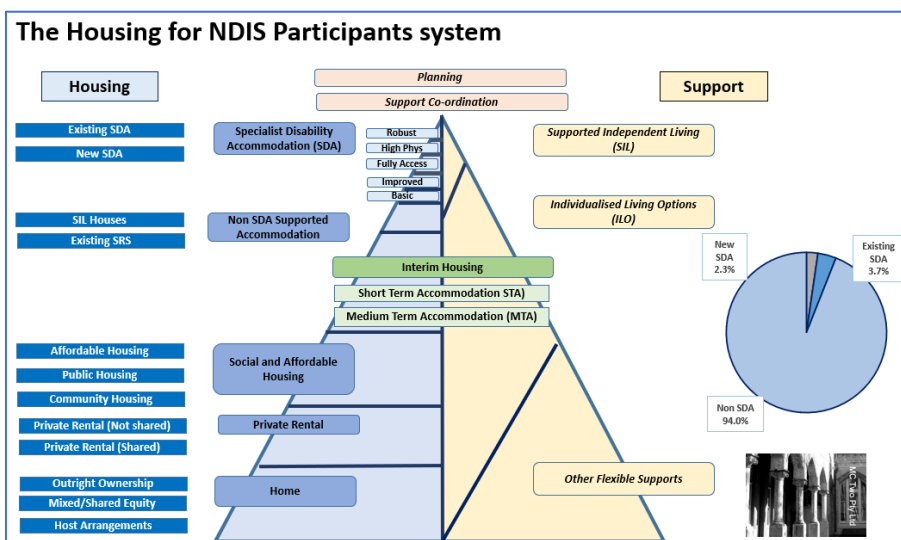 The Housing for NDIS Participants system
Housing
Planning
Support Co-ordination
Support
Existing SDA
New SDA
Specialist Disability
Accommodation (SDA)
Robust
High Phys
Fully Access
Improved
Basic
Supported Independent Living
(SIL)
SIL Houses
Existing SRS
Non SDA Supported
Accommodation
Individualised Living Options
(ILO)
New
SDA
2.3%
Existing
SDA
3.7%
Interim Housing
Short Term Accommodation STA)
Medium Term Accommodation (MTA)
Affordable Housing
Public Housing
Community Housing
Social and Affordable
Housing
Non SDA
94.0%
Private Rental (Not shared)
Private Rental (Shared)
Private Rental
Outright Ownership
Mixed/Shared Equity
Host Arrangements
Home
Other Flexible Supports
MC Two Pty Ltd